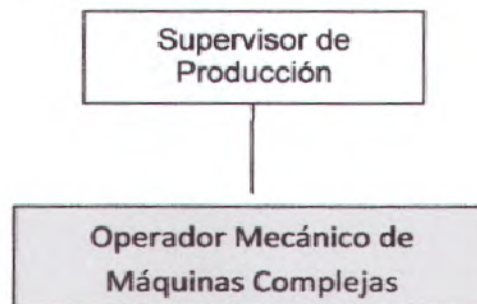 Supervisor de
Producción
Operador Mecánico de
Máquinas Complejas